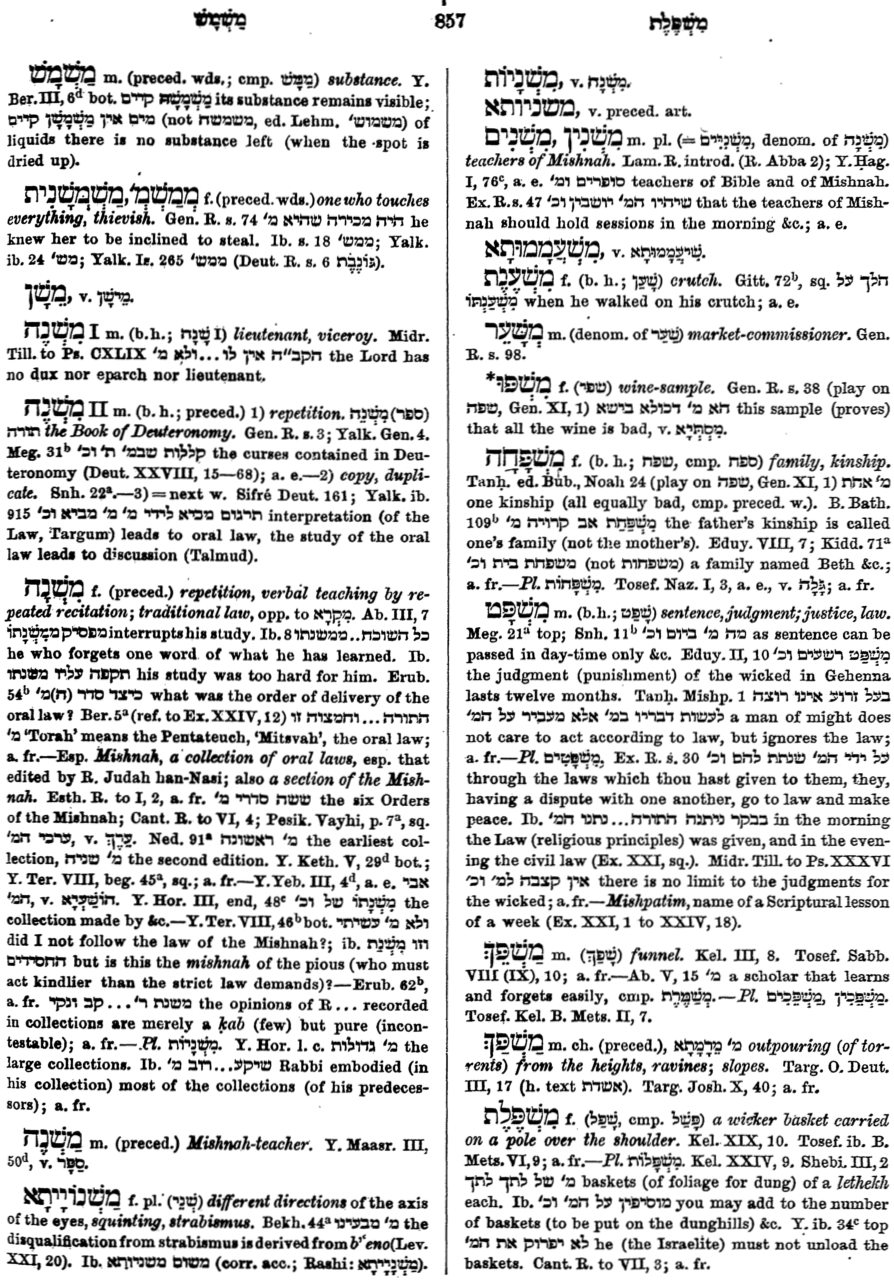 מַשְׁמָשׁ 857 מִשְׁפֶּלֶת
מַשְׁמָשׁ m. (preced. wds.; cmp. מַמָּשׁ) substance. Y.
Ber. III, 6ᵈ bot. מַשְׁמָשָׁהּ קיים its substance remains visible;
מים אין מַשְׁמָשָׁן קיים (not משמשה, ed. Lehm. משמוש׳) of
liquids there is no substance left (when the spot is
dried up).
מְמַשְׁמְ׳, מְשַׁמְּשָׁנִית f. (preced. wds.) one who touches
everything, thievish. Gen. R. s. 74 היה מכירה שהיא מ׳ he
knew her to be inclined to steal. Ib. s. 18 ממש׳; Yalk.
ib. 24 מש׳; Yalk. Is. 265 ממש׳ (Deut. R. s. 6 גּוֹנֶבֶת).
מֵשָׁן, v. מֵישָׁן.
מִשְׁנֶה I m. (b. h.; שָׁנָה I) lieutenant, viceroy. Midr.
Till. to Ps. CXLIX הקב״ה אין לו...ולא מ׳ the Lord has
no dux nor eparch nor lieutenant.
מִשְׁנֶה II m. (b. h.; preced.) 1) repetition. (ספר) מִשְׁנֵה
תורה the Book of Deuteronomy. Gen. R. s. 3; Yalk. Gen. 4.
Meg. 31ᵇ קללות שבמ׳ ת׳ וכ׳ the curses contained in Deu-
teronomy (Deut. XXVIII, 15—68); a. e.—2) copy, dupli-
cate. Snh. 22ᵃ.—3) = next w. Sifré Deut. 161; Yalk. ib.
915 תרגום מביא לידי מ׳ מ׳ מביא וכ׳ interpretation (of the
Law, Targum) leads to oral law, the study of the oral
law leads to discussion (Talmud).
מִשְׁנָה f. (preced.) repetition, verbal teaching by re-
peated recitation; traditional law, opp. to מִקְרָא. Ab. III, 7
מפסיק מִמִּשְׁנָתוֹ interrupts his study. Ib. 8 כל השוכח..ממשנתו
he who forgets one word of what he has learned. Ib.
תקפה עליו משנתו his study was too hard for him. Erub.
54ᵇ כיצד סדר (ה)מ׳ what was the order of delivery of the
oral law? Ber. 5ᵃ (ref. to Ex. XXIV, 12) התורה...והמצוה זו
מ׳ ‘Torah’ means the Pentateuch, ‘Mitsvah’, the oral law;
a. fr.—Esp. Mishnah, a collection of oral laws, esp. that
edited by R. Judah han-Nasi; also a section of the Mish-
nah. Esth. R. to I, 2, a. fr. ששה סדרי מ׳ the six Orders
of the Mishnah; Cant. R. to VI, 4; Pesik. Vayhi, p. 7ᵃ, sq.
ערכי המ׳, v. עֵרֶךְ. Ned. 91ᵃ מ׳ ראשונה the earliest col-
lection, מ׳ שניה the second edition. Y. Keth. V, 29ᵈ bot.;
Y. Ter. VIII, beg. 45ᵃ, sq.; a. fr.—Y. Yeb. III, 4ᵈ, a. e. אבי
המ׳, v. הוֹשַׁעְיָא. Y. Hor. III, end, 48ᶜ מִשְׁנָתוֹ של וכ׳ the
collection made by &c.—Y. Ter. VIII, 46ᵇ bot. ולא מ׳ עשיתי
did I not follow the law of the Mishnah?; ib. וזו מִשְׁנַת
החסידים but is this the mishnah of the pious (who must
act kindlier than the strict law demands)?—Erub. 62ᵇ,
a. fr. משנת ר׳...קב ונקי the opinions of R... recorded
in collections are merely a ḳab (few) but pure (incon-
testable); a. fr.—Pl. מִשְׁנָיוֹת. Y. Hor. l. c. מ׳ גדולות the
large collections. Ib. שיקע...רוב מ׳ Rabbi embodied (in
his collection) most of the collections (of his predeces-
sors); a. fr.
מַשְׁנֶה m. (preced.) Mishnah-teacher. Y. Maasr. III,
50ᵈ, v. סַפָּר.
מְשַׁנּוֹיָיתָא f. pl. (שְׁנֵי) different directions of the axis
of the eyes, squinting, strabismus. Bekh. 44ᵃ מ׳ מבעינו the
disqualification from strabismus is derived from bᵉ‘eno (Lev.
XXI, 20). Ib. משום משניותא (corr. acc.; Rashi: מְשַׁנְיָיתָא).
מִשְׁנָיוֹת, v. מִשְׁנָה.
משניותא, v. preced. art.
מַשְׁנִין, מַשְׁנִים m. pl. (= מִשְׁנָיִים, denom. of מִשְׁנָה)
teachers of Mishnah. Lam. R. introd. (R. Abba 2); Y. Ḥag.
I, 76ᶜ, a. e. סופרים ומ׳ teachers of Bible and of Mishnah.
Ex. R. s. 47 שיהיו המ׳ יושבין וכ׳ that the teachers of Mish-
nah should hold sessions in the morning &c.; a. e.
מִשְׁעַמְמוּתָא, v. שִׁיעֲמָמוּתָא.
מִשְׁעֶנֶת f. (b. h.; שָׁעַן) crutch. Gitt. 72ᵇ, sq. הלך על
מִשְׁעַנְתּוֹ when he walked on his crutch; a. e.
מְשַׁעֵר m. (denom. of שַׁעַר) market-commissioner. Gen.
R. s. 98.
*מִשְׁפּוּ f. (שפי) wine-sample. Gen. R. s. 38 (play on
שפה, Gen. XI, 1) הא מ׳ דכולא בישא this sample (proves)
that all the wine is bad, v. מִסְתְּיָא.
מִשְׁפָּחָה f. (b. h.; שפח, cmp. ספח) family, kinship.
Tanḥ. ed. Bub., Noah 24 (play on שפה, Gen. XI, 1) מ׳ אחת
one kinship (all equally bad, cmp. preced. w.). B. Bath.
109ᵇ מִשְׁפַּחַת אב קרויה מ׳ the father's kinship is called
one's family (not the mother's). Eduy. VIII, 7; Kidd. 71ᵃ
משפחת בית וכ׳ (not משפחות) a family named Beth &c.;
a. fr.—Pl. מִשְׁפָּחוֹת. Tosef. Naz. I, 3, a. e., v. גָּלָה; a. fr.
מִשְׁפָּט m. (b. h.; שָׁפַט) sentence, judgment; justice, law.
Meg. 21ᵃ top; Snh. 11ᵇ מה מ׳ ביום וכ׳ as sentence can be
passed in day-time only &c. Eduy. II, 10 מִשְׁפַּט רשעים וכ׳
the judgment (punishment) of the wicked in Gehenna
lasts twelve months. Tanḥ. Mishp. 1 בעל זרוע אינו רוצה
לעשות דבריו במ׳ אלא מעביר על המ׳ a man of might does
not care to act according to law, but ignores the law;
a. fr.—Pl. מִשְׁפָּטִים. Ex. R. s. 30 על ידי המ׳ שנתת להם וכ׳
through the laws which thou hast given to them, they,
having a dispute with one another, go to law and make
peace. Ib. בבקר ניתנה התורה...נתנו המ׳ in the morning
the Law (religious principles) was given, and in the even-
ing the civil law (Ex. XXI, sq.). Midr. Till. to Ps. XXXVI
אין קצבה למ׳ וכ׳ there is no limit to the judgments for
the wicked; a. fr.—Mishpatim, name of a Scriptural lesson
of a week (Ex. XXI, 1 to XXIV, 18).
מַשְׁפֵּךְ m. (שָׁפַךְ) funnel. Kel. III, 8. Tosef. Sabb.
VIII (IX), 10; a. fr.—Ab. V, 15 מ׳ a scholar that learns
and forgets easily, cmp. מְשַׁמֶּרֶת.—Pl. מַשְׁפְּכִין, מַשְׁפְּכִים.
Tosef. Kel. B. Mets. II, 7.
מַשְׁפַּךְ m. ch. (preced.), מ׳ מְרָמָתָא outpouring (of tor-
rents) from the heights, ravines; slopes. Targ. O. Deut.
III, 17 (h. text אשדת). Targ. Josh. X, 40; a. fr.
מִשְׁפֶּלֶת f. (שָׁפַל, cmp. פְּשַׁל) a wicker basket carried
on a pole over the shoulder. Kel. XIX, 10. Tosef. ib. B.
Mets. VI, 9; a. fr.—Pl. מִשְׁפָּלוֹת. Kel. XXIV, 9. Shebi. III, 2
מ׳ של לתך לתך baskets (of foliage for dung) of a lethekh
each. Ib. מוסיפין על המ׳ וכ׳ you may add to the number
of baskets (to be put on the dunghills) &c. Y. ib. 34ᶜ top
לא יפרוק את המ׳ he (the Israelite) must not unload the
baskets. Cant. R. to VII, 3; a. fr.